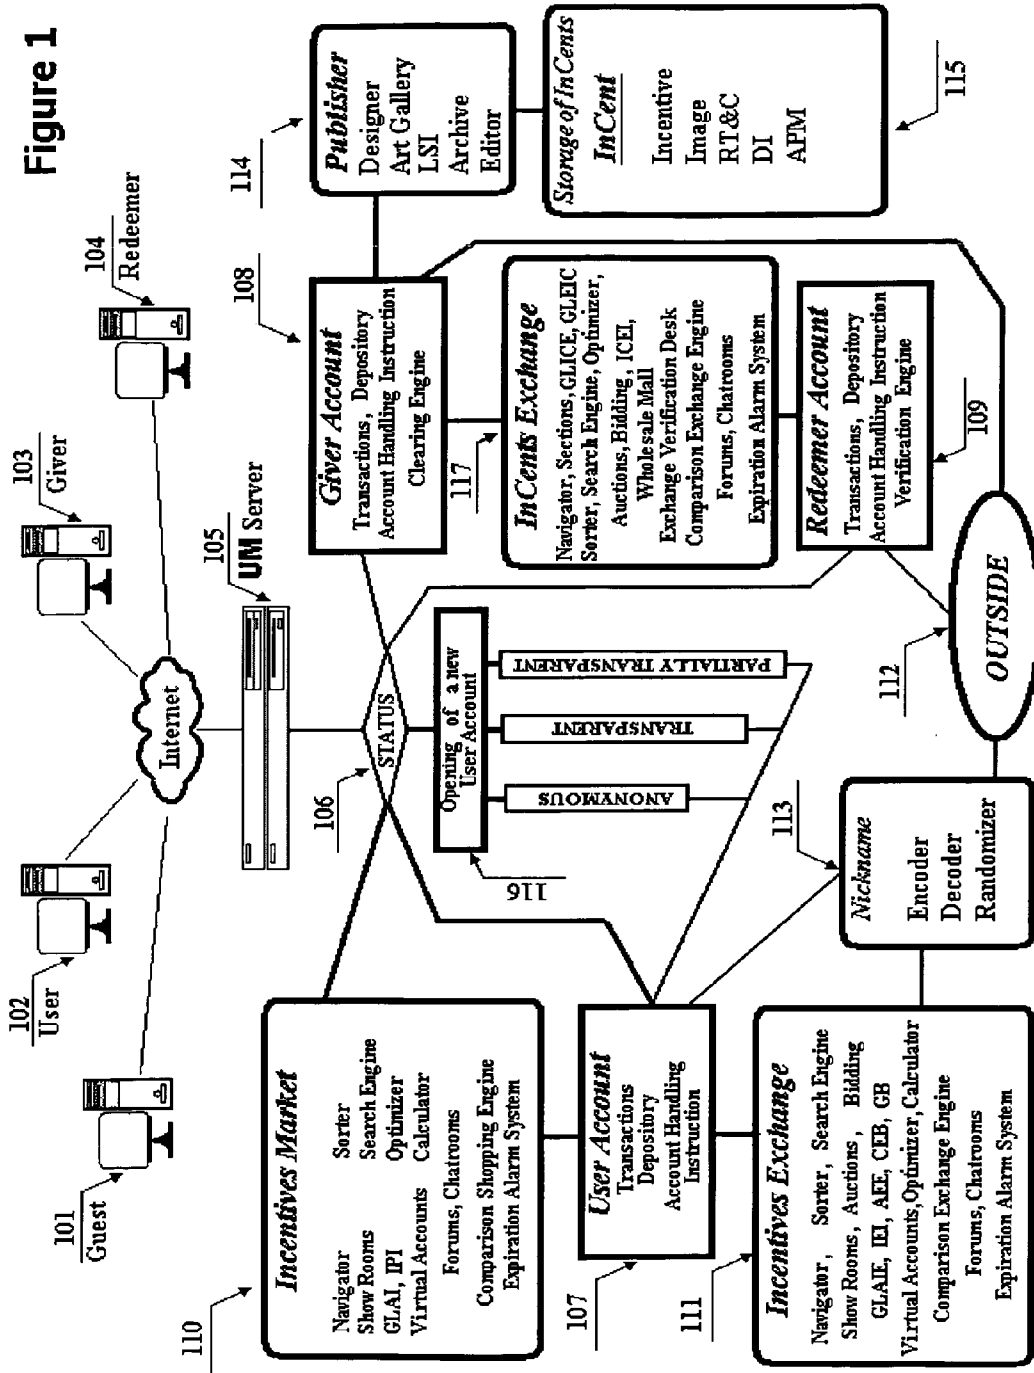 Figure 1
101
Guest
102
User
103
Giver
104
Redeemer
Internet
105
UM Server
106
STATUS
110
Incentives Market
Navigator Sorter
Show Rooms Search Engine
GLAI, IPI Optimizer
Virtual Accounts Calculator
Forums, Chatrooms
Comparison Shopping Engine
Expiration Alarm System
116
Opening of a new
User Account
ANONYMOUS
TRANSPARENT
PARTIALLY TRANSPARENT
108
Giver Account
Transactions, Depository
Account Handling Instruction
Clearing Engine
114
Publisher
Designer
Art Gallery
LSI
Archive
Editor
107
User Account
Transactions
Depository
Account Handling
Instruction
117
InCents Exchange
Navigator, Sections, GLICE, GLEIC
Sorter, Search Engine, Optimizer,
Auctions, Bidding, ICEI,
Whole sale Mall
Exchange Verification Desk
Comparison Exchange Engine
Forums, Chatrooms
Expiration Alarm System
Storage of InCents
InCent
Incentive
Image
RT&C
DI
APM
115
111
Incentives Exchange
Navigator, Sorter, Search Engine
Show Rooms, Auctions, Bidding
GLAIE, IEI, AEE, CEB, GB
Virtual Accounts,Optimizer, Calculator
Comparison Exchange Engine
Forums, Chatrooms
Expiration Alarm System
113
Nickname
Encoder
Decoder
Randomizer
112
OUTSIDE
Redeemer Account
Transactions, Depository
Account Handling Instruction
Verification Engine
109